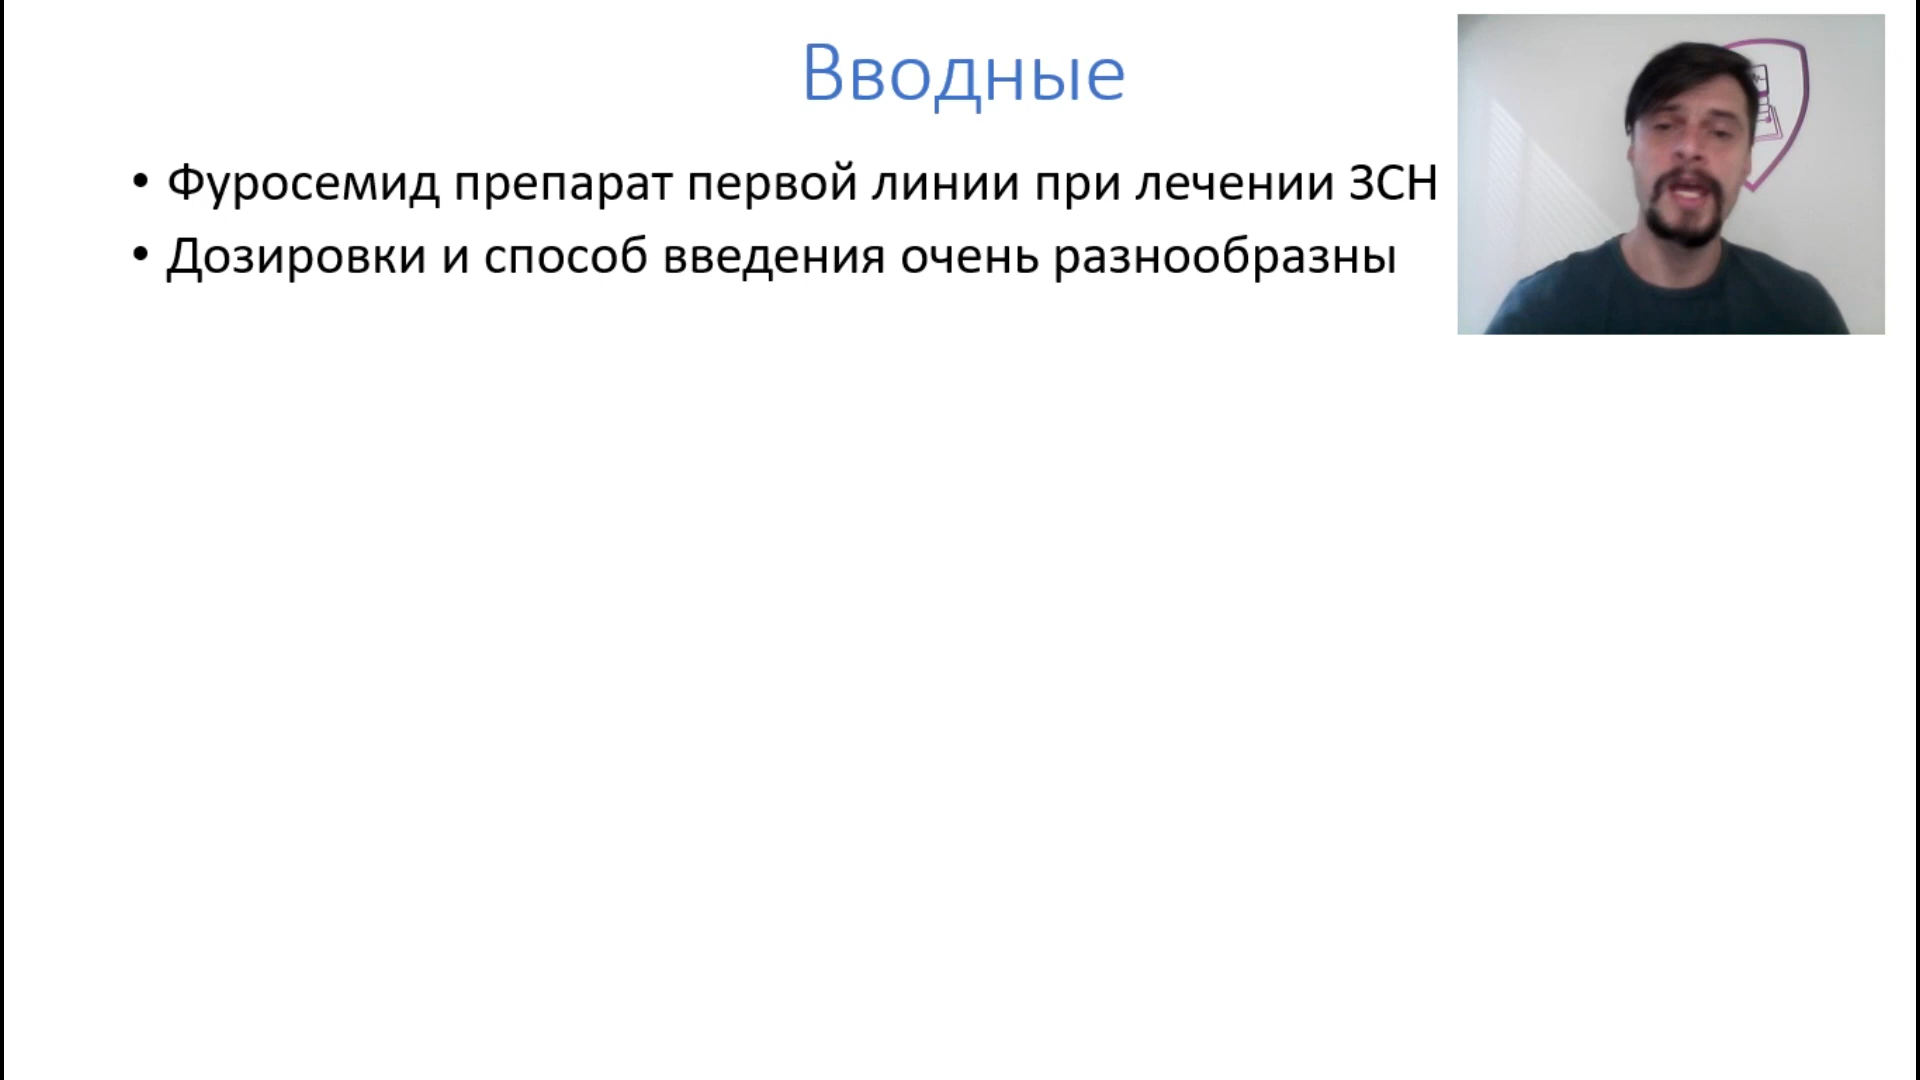 Вводные
• Фуросемид препарат первой линии при лечении ЗСН
• Дозировки и способ введения очень разнообразны